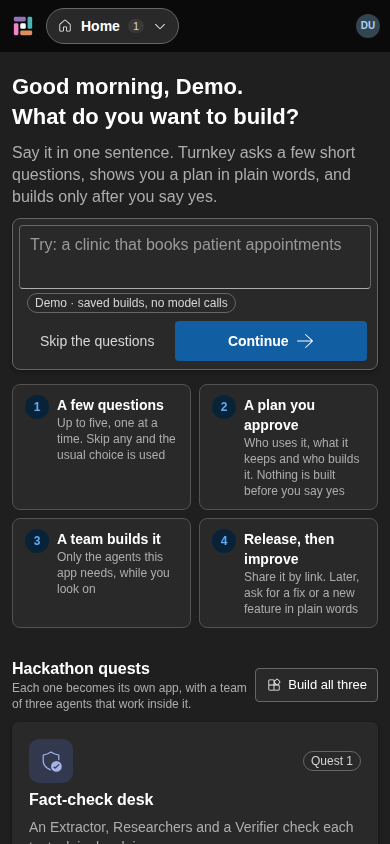 Home 1
DU
Good morning, Demo.
What do you want to build?
Say it in one sentence. Turnkey asks a few short
questions, shows you a plan in plain words, and
builds only after you say yes.
Try: a clinic that books patient appointments
Demo · saved builds, no model calls
Skip the questions
Continue
1
A few questions
Up to five, one at a
time. Skip any and the
usual choice is used
2
A plan you
approve
Who uses it, what it
keeps and who builds
it. Nothing is built
before you say yes
3
A team builds it
Only the agents this
app needs, while you
look on
4
Release, then
improve
Share it by link. Later,
ask for a fix or a new
feature in plain words
Hackathon quests
Each one becomes its own app, with a team
of three agents that work inside it.
Build all three
Quest 1
Fact-check desk
An Extractor, Researchers and a Verifier check each